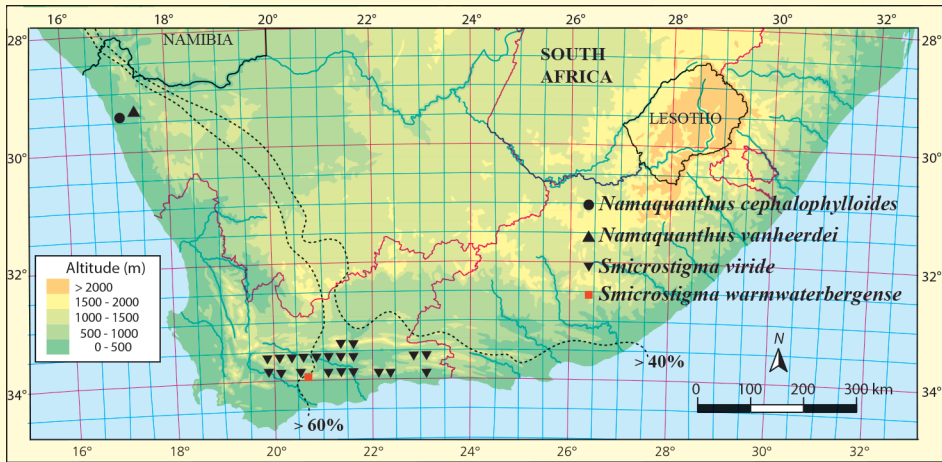 16° 18° 20° 22° 24° 26° 28° 30° 32°
28° 28°
NAMIBIA
SOUTH
AFRICA
LESOTHO
30° 30°
Namaquanthus cephalophylloides
Namaquanthus vanheerdei
Smicrostigma viride
Smicrostigma warmwaterbergense
32° 32°
Altitude (m)
> 2000
1500 - 2000
1000 - 1500
500 - 1000
0 - 500
N
> 40%
34° 34°
0 100 200 300
km
> 60%
16° 18° 20° 22° 24° 26° 28° 30° 32°